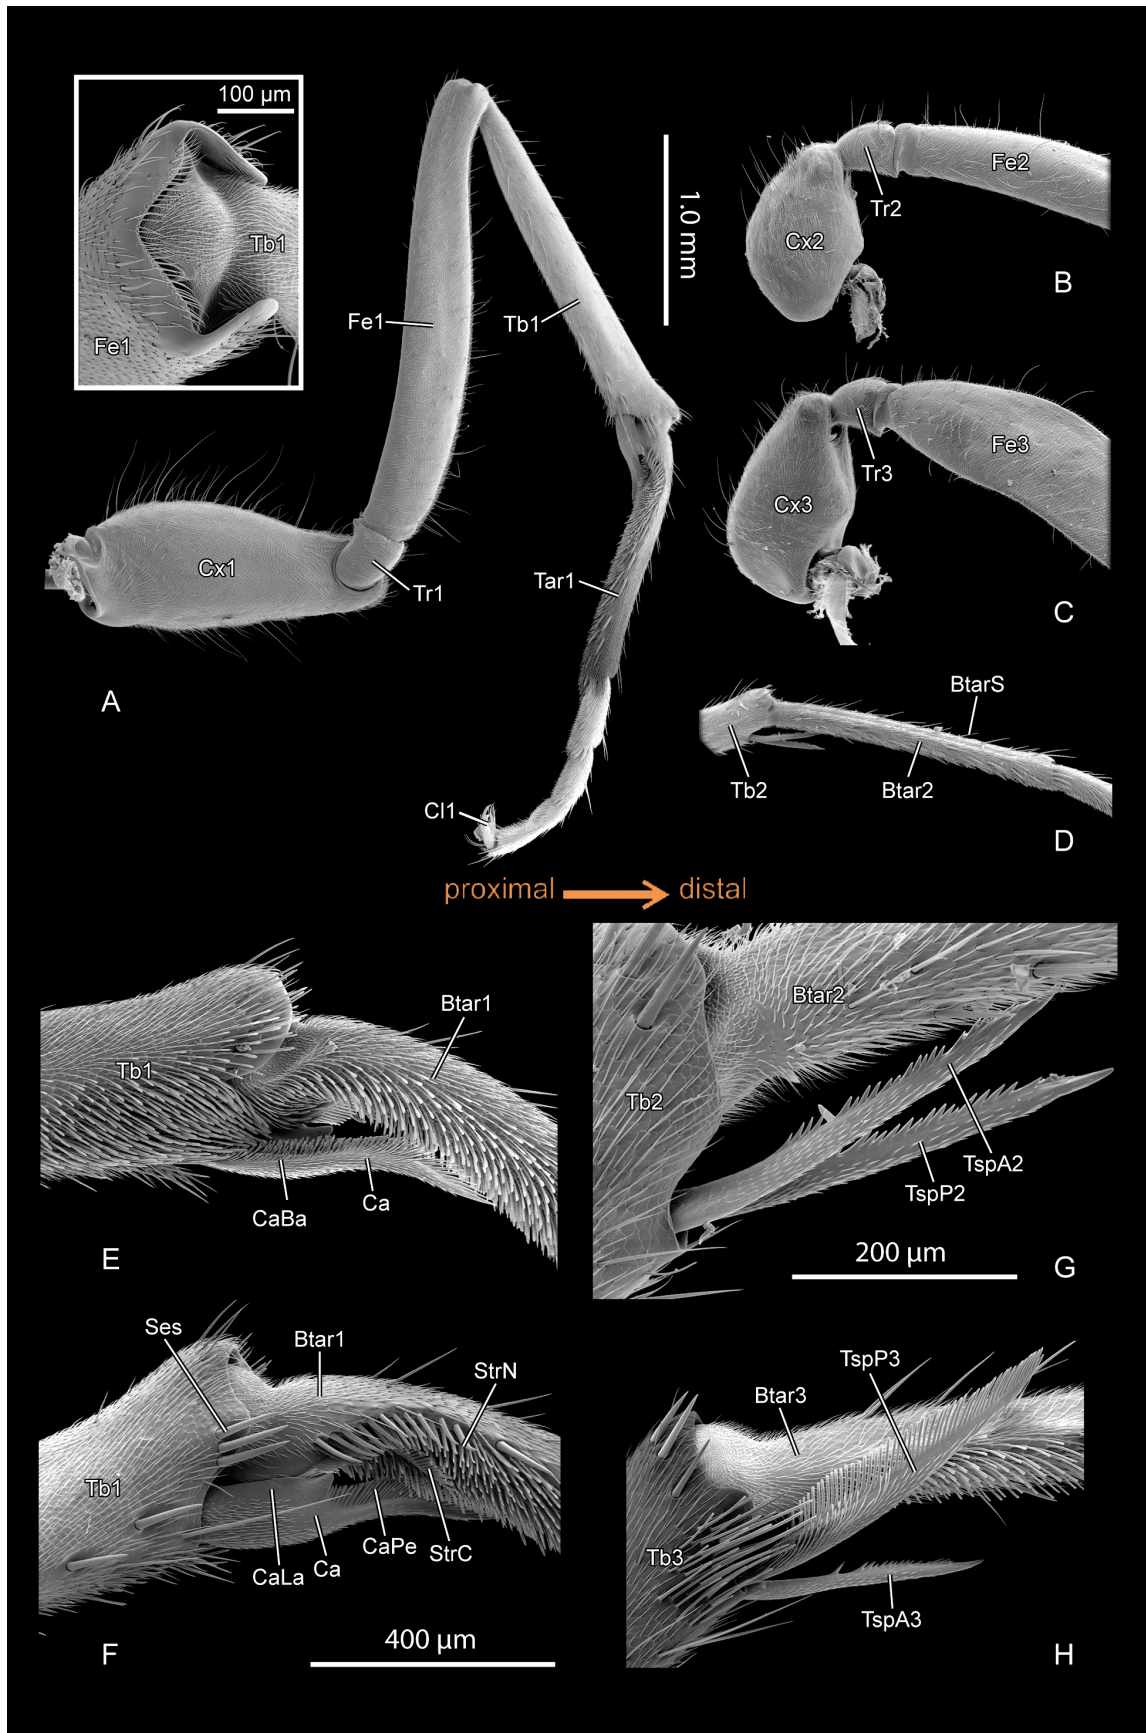 100 µm
Tb1
Fe1
Fe1
Tb1
1.0 mm
Cx1
Tr1
Tar1
Cl1
A
Fe2
Tr2
Cx2
B
Fe3
Tr3
Cx3
C
BtarS
Tb2
Btar2
D
proximal
distal
Btar1
Tb1
CaBa
Ca
E
Btar2
Tb2
TspA2
TspP2
200 µm
G
Ses
Btar1
StrN
Tb1
CaPe
StrC
CaLa
Ca
F
400 µm
TspP3
Btar3
Tb3
TspA3
H